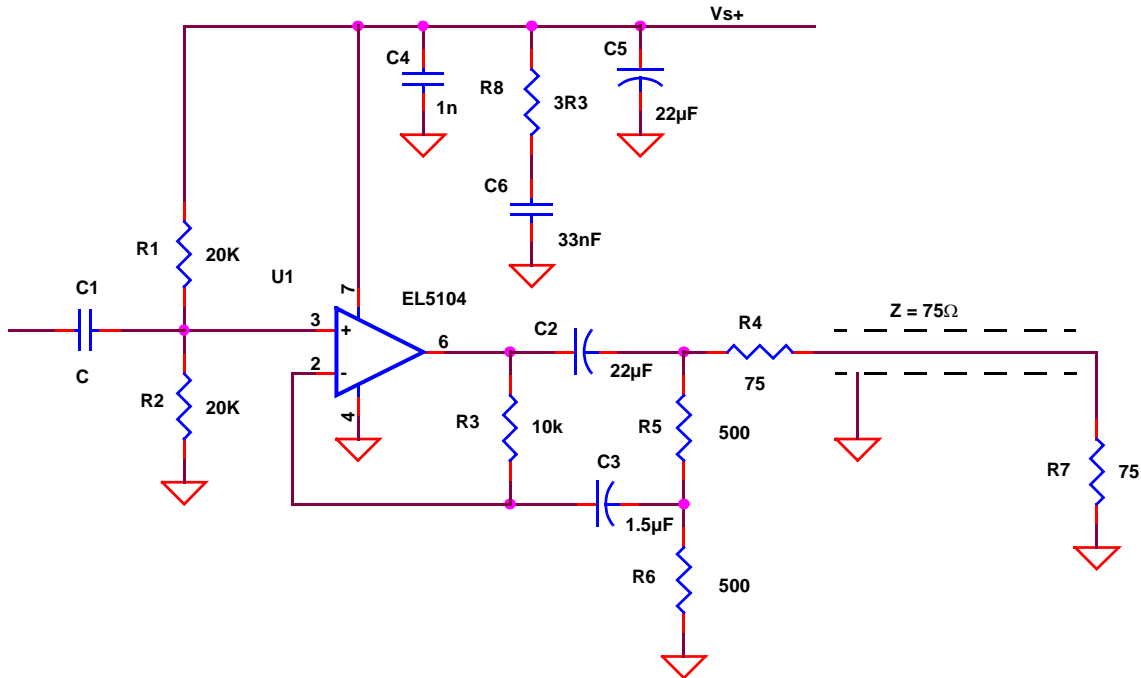 Vs+
C4
1n
R8
3R3
C5
22µF
C6
33nF
R1
20K
U1
7
EL5104
C1
C
3
+
2
-
6
4
R2
20K
C2
22µF
R4
75
Z = 75Ω
R3
10k
R5
500
C3
1.5µF
R7
75
R6
500